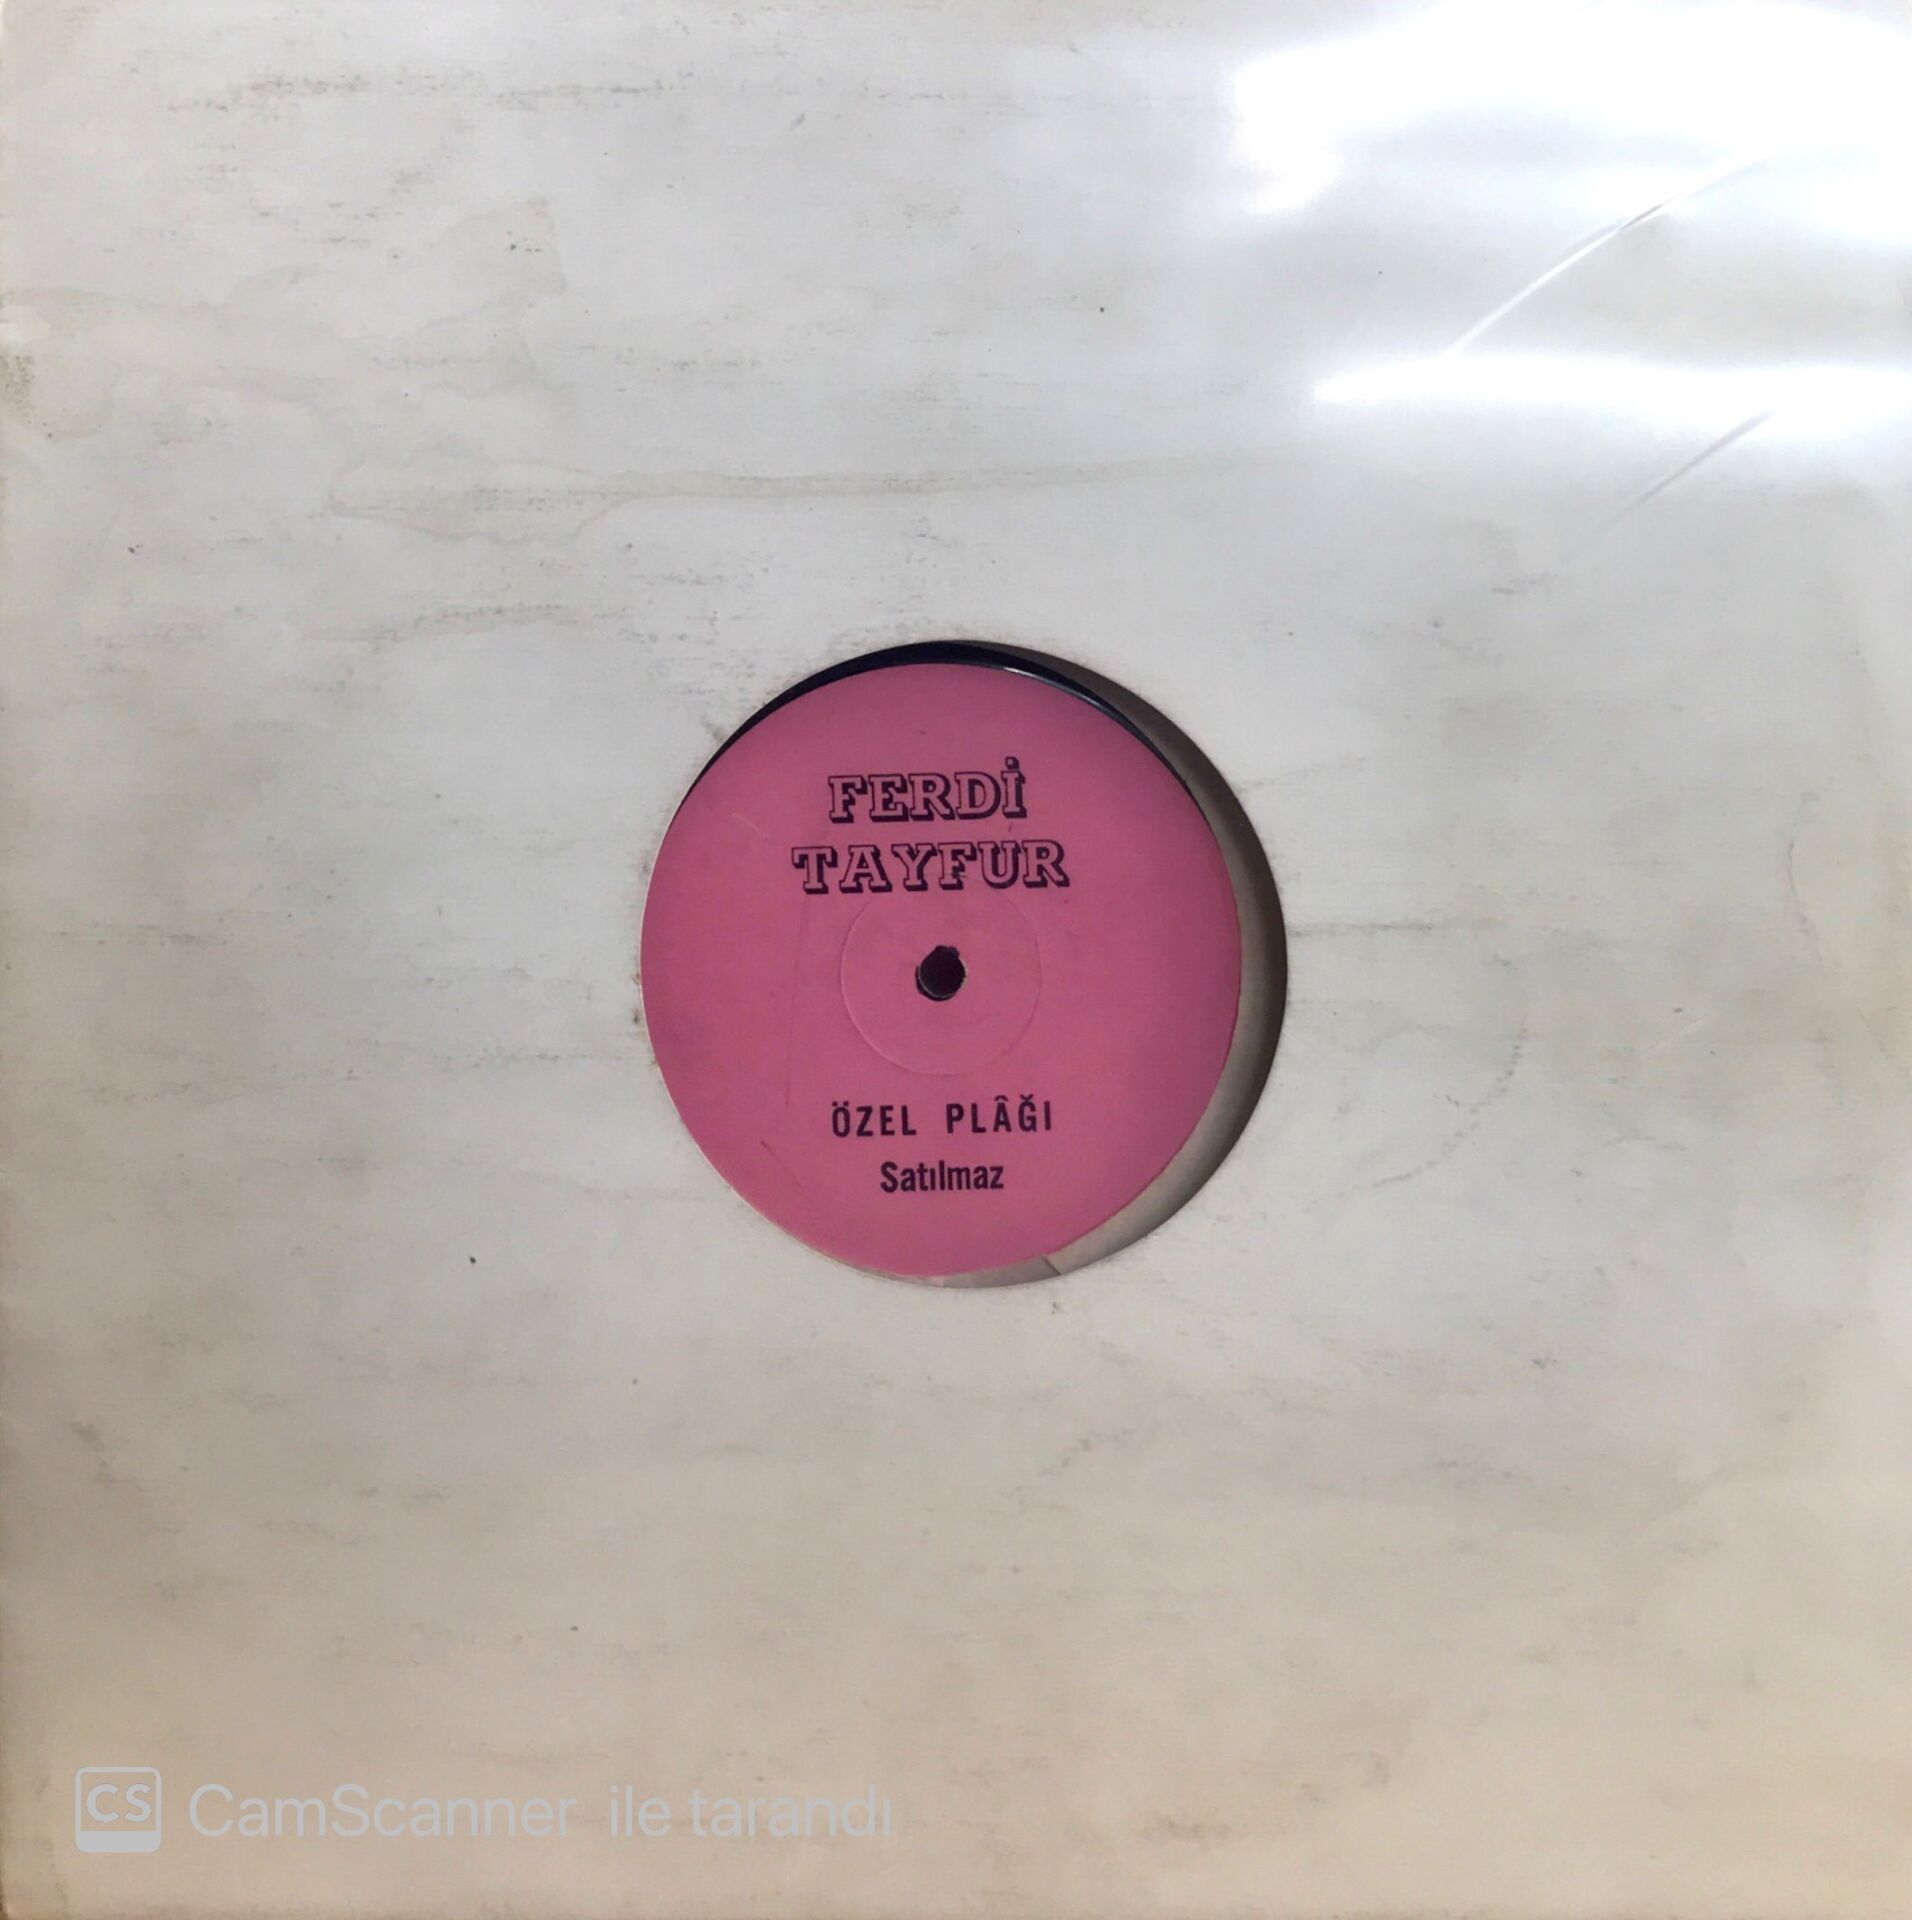 FERDİ
TAYFUR
ÖZEL PLÂĞI
Satılmaz
CS CamScanner ile tarandı